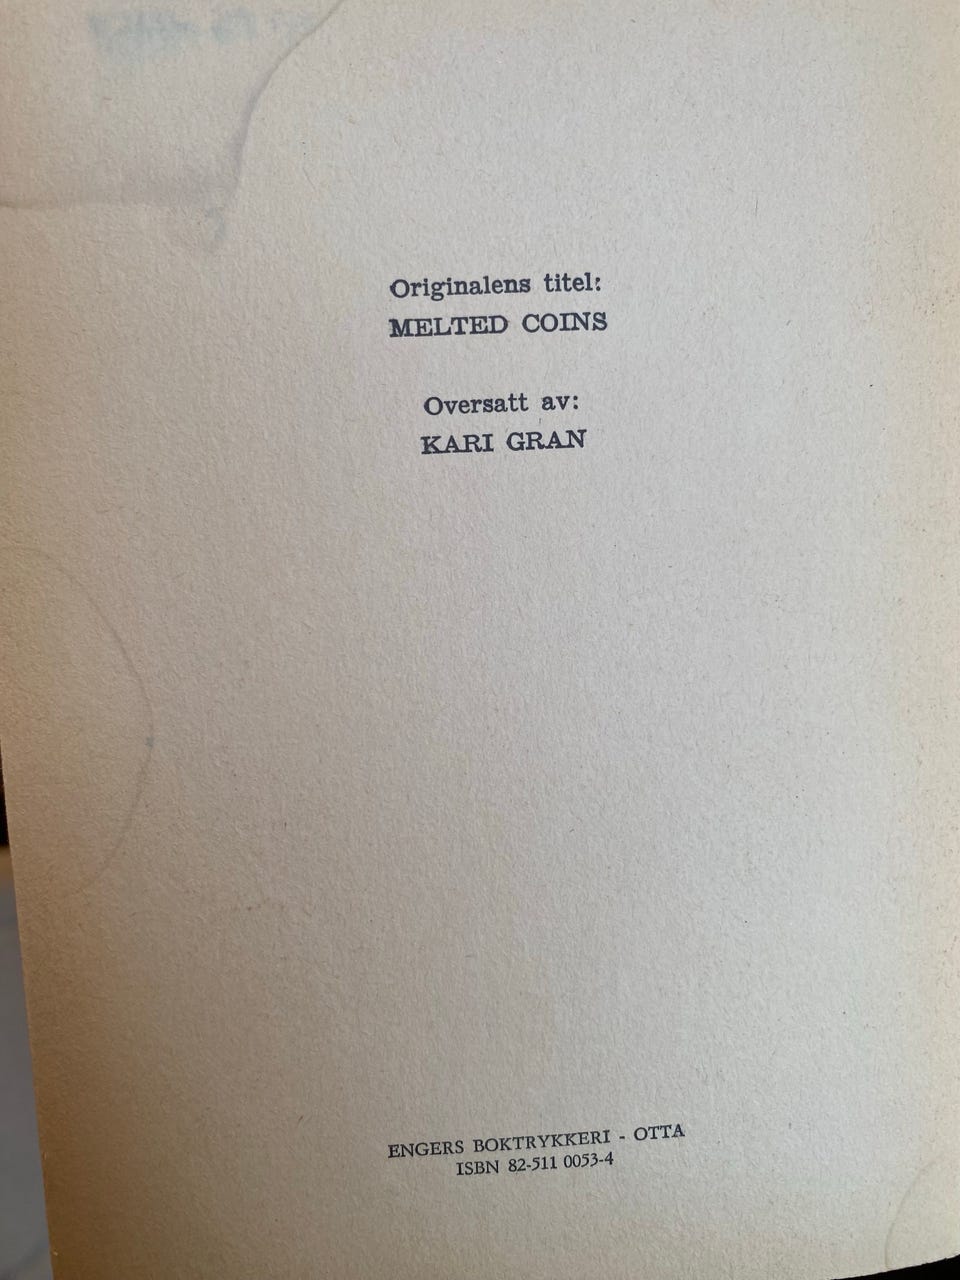 Originalens titel:
MELTED COINS
Oversatt av:
KARI GRAN
ENGERS BOKTRYKKERI - OTTA
ISBN 82-511 0053-4